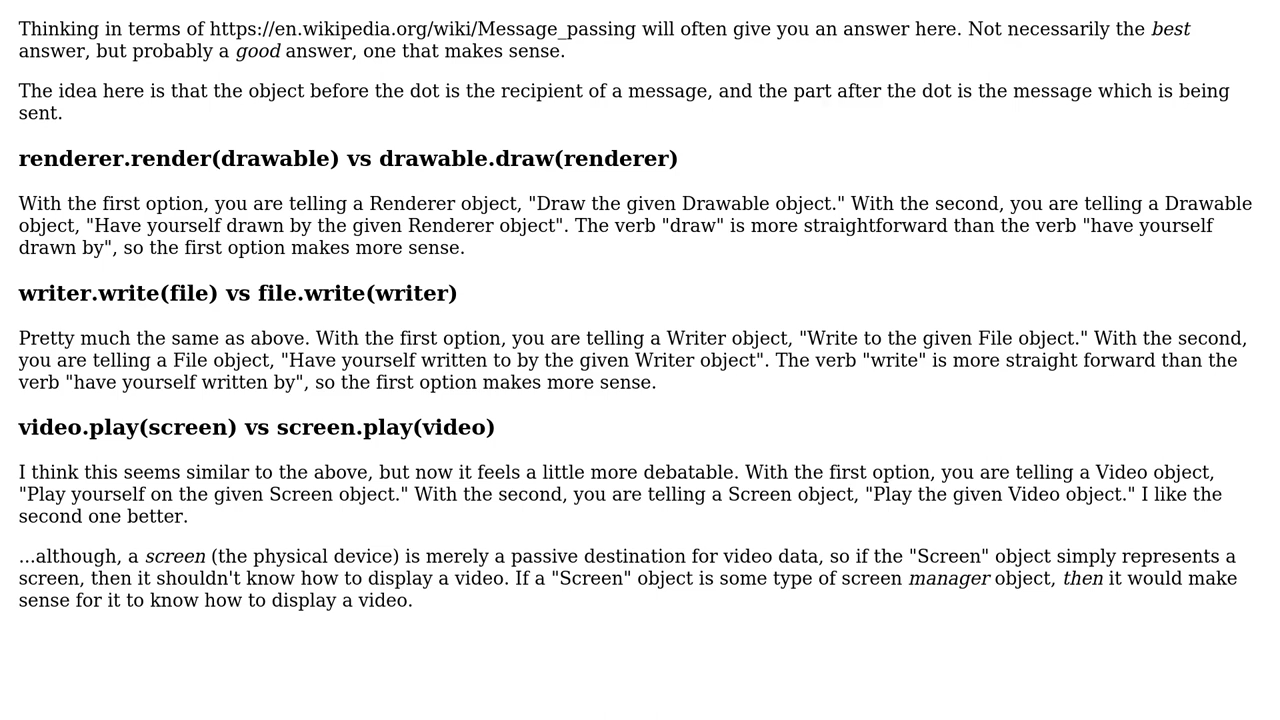 Thinking in terms of https://en.wikipedia.org/wiki/Message_passing will often give you an answer here. Not necessarily the best
answer, but probably a good answer, one that makes sense.
The idea here is that the object before the dot is the recipient of a message, and the part after the dot is the message which is being
sent.
renderer.render(drawable) vs drawable.draw(renderer)
With the first option, you are telling a Renderer object, "Draw the given Drawable object." With the second, you are telling a Drawable
object, "Have yourself drawn by the given Renderer object". The verb "draw" is more straightforward than the verb "have yourself
drawn by", so the first option makes more sense.
writer.write(file) vs file.write(writer)
Pretty much the same as above. With the first option, you are telling a Writer object, "Write to the given File object." With the second,
you are telling a File object, "Have yourself written to by the given Writer object". The verb "write" is more straight forward than the
verb "have yourself written by", so the first option makes more sense.
video.play(screen) vs screen.play(video)
I think this seems similar to the above, but now it feels a little more debatable. With the first option, you are telling a Video object,
"Play yourself on the given Screen object." With the second, you are telling a Screen object, "Play the given Video object." I like the
second one better.
...although, a screen (the physical device) is merely a passive destination for video data, so if the "Screen" object simply represents a
screen, then it shouldn't know how to display a video. If a "Screen" object is some type of screen manager object, then it would make
sense for it to know how to display a video.